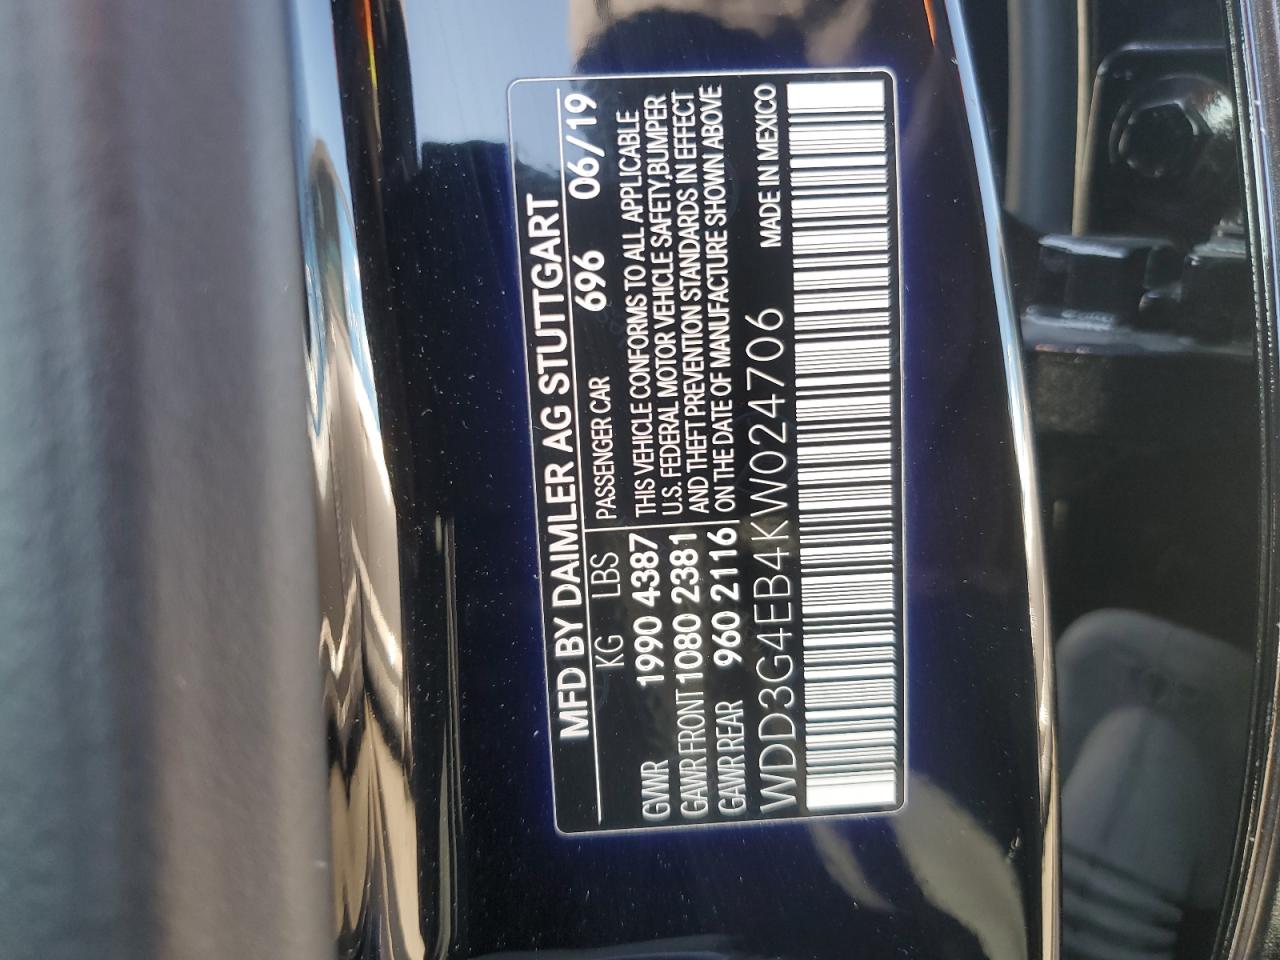 MFD BY DAIMLER AG STUTTGART
KG LBS PASSENGER CAR 696 06/19
GVWR 1990 4387 THIS VEHICLE CONFORMS TO ALL APPLICABLE
U.S. FEDERAL MOTOR VEHICLE SAFETY,BUMPER
GAWR FRONT 1080 2381 AND THEFT PREVENTION STANDARDS IN EFFECT
GAWR REAR 960 2116 ON THE DATE OF MANUFACTURE SHOWN ABOVE
WDD3G4EB4KW024706 MADE IN MEXICO